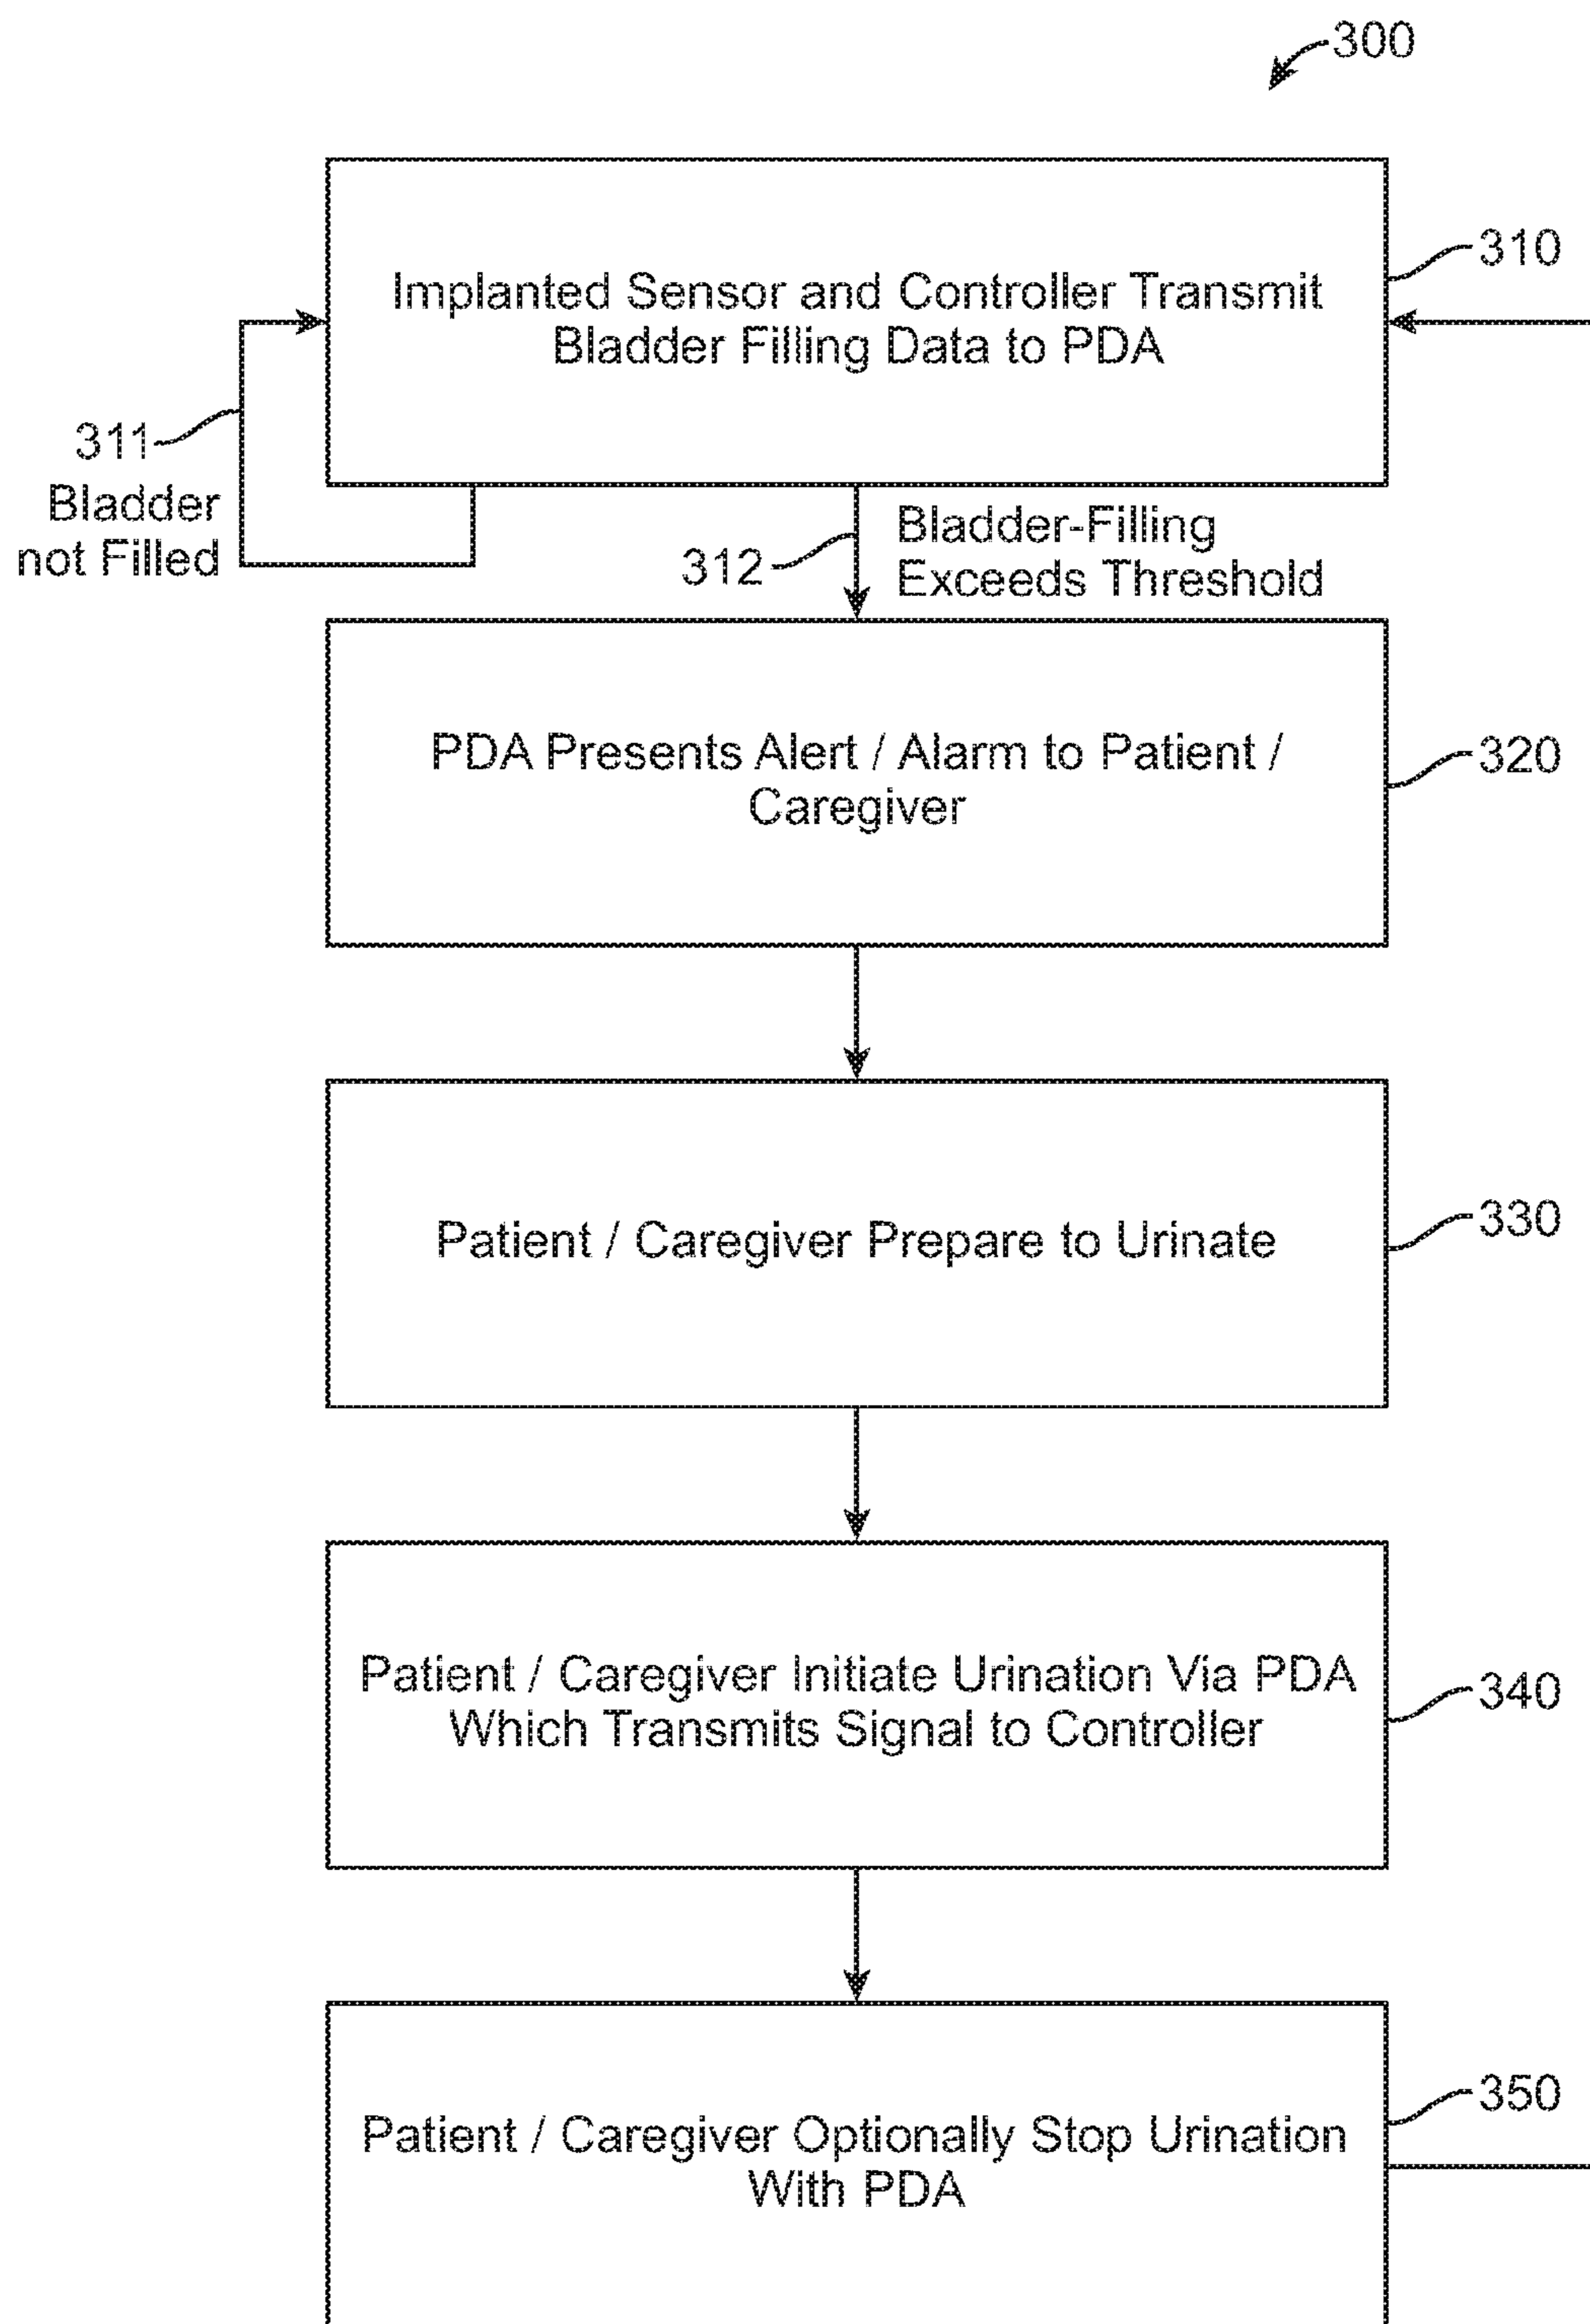 300
310
Implanted Sensor and Controller Transmit
Bladder Filling Data to PDA
311
Bladder
not Filled
312
Bladder-Filling
Exceeds Threshold
320
PDA Presents Alert / Alarm to Patient /
Caregiver
330
Patient / Caregiver Prepare to Urinate
340
Patient / Caregiver Initiate Urination Via PDA
Which Transmits Signal to Controller
350
Patient / Caregiver Optionally Stop Urination
With PDA